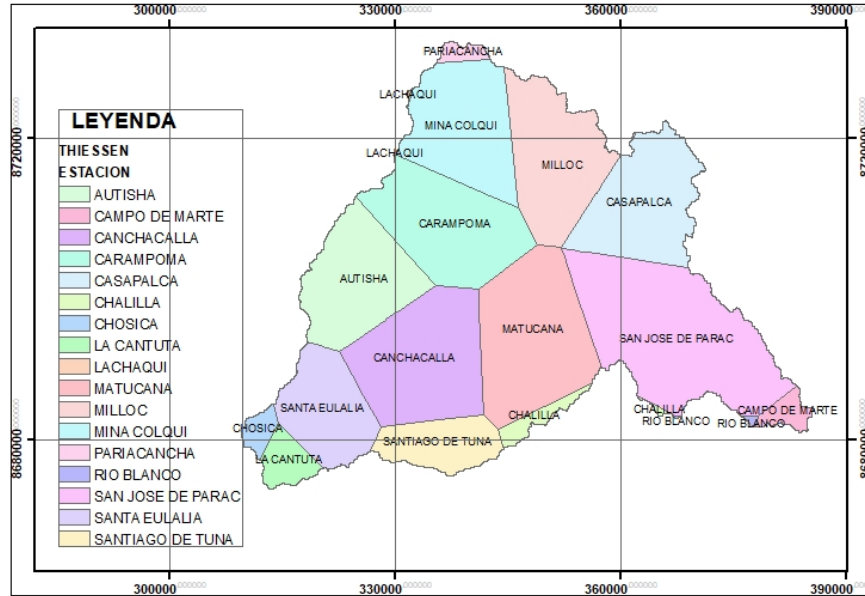 300000 330000 360000 390000
PARIACANCHA
LACHAQUI
MINA COLQUI
8720000 8720000
LACHAQUI
MILLOC
CASAPALCA
CARAMPOMA
AUTISHA
MATUCANA
SAN JOSE DE PARAC
CANCHACALLA
SANTA EULALIA
CHALILLA CHALILLA CAMPO DE MARTE
RIO BLANCO RIO BLANCO
CHOSICA
SANTIAGO DE TUNA
8680000 8680000
LA CANTUTA
LEYENDA
THIESSEN
ESTACION
AUTISHA
CAMPO DE MARTE
CANCHACALLA
CARAMPOMA
CASAPALCA
CHALILLA
CHOSICA
LA CANTUTA
LACHAQUI
MATUCANA
MILLOC
MINA COLQUI
PARIACANCHA
RIO BLANCO
SAN JOSE DE PARAC
SANTA EULALIA
SANTIAGO DE TUNA
300000 330000 360000 390000